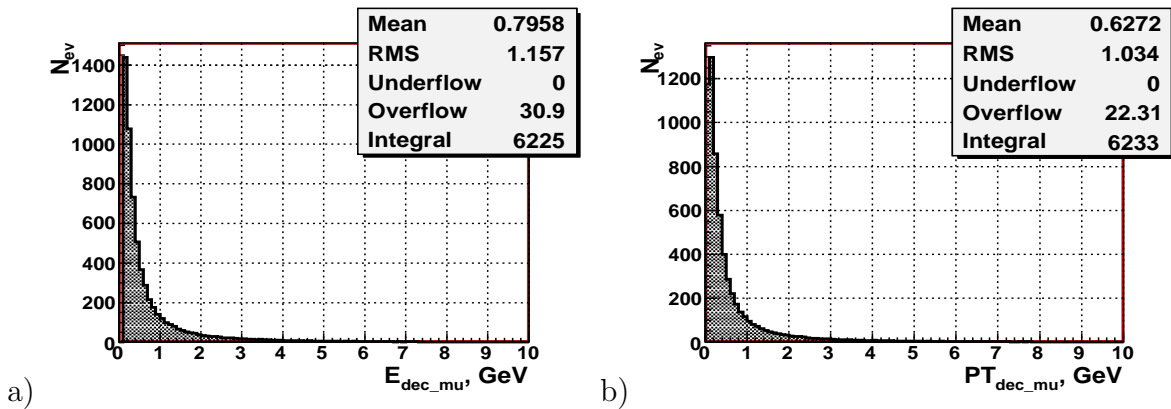 N_ev
Mean 0.7958
RMS 1.157
Underflow 0
Overflow 30.9
Integral 6225
1400
1200
1000
800
600
400
200
0
0 1 2 3 4 5 6 7 8 9 10
E_dec_mu, GeV
a)
N_ev
Mean 0.6272
RMS 1.034
Underflow 0
Overflow 22.31
Integral 6233
1200
1000
800
600
400
200
0
0 1 2 3 4 5 6 7 8 9 10
PT_dec_mu, GeV
b)